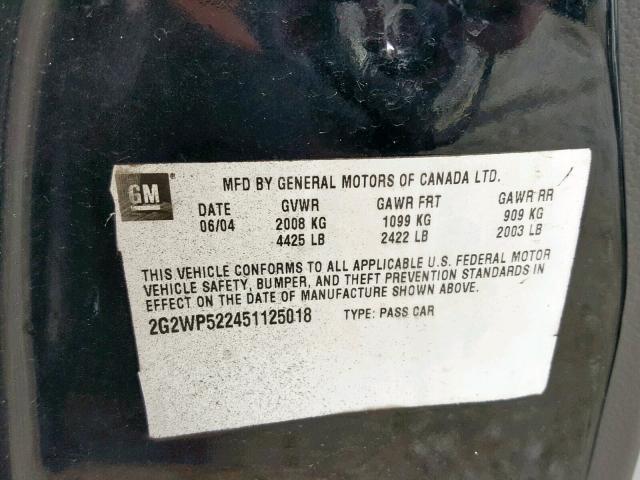 GM
MFD BY GENERAL MOTORS OF CANADA LTD.
DATE GVWR GAWR FRT GAWR RR
06/04 2008 KG 1099 KG 909 KG
4425 LB 2422 LB 2003 LB
THIS VEHICLE CONFORMS TO ALL APPLICABLE U.S. FEDERAL MOTOR
VEHICLE SAFETY, BUMPER, AND THEFT PREVENTION STANDARDS IN
EFFECT ON THE DATE OF MANUFACTURE SHOWN ABOVE.
2G2WP522451125018 TYPE: PASS CAR